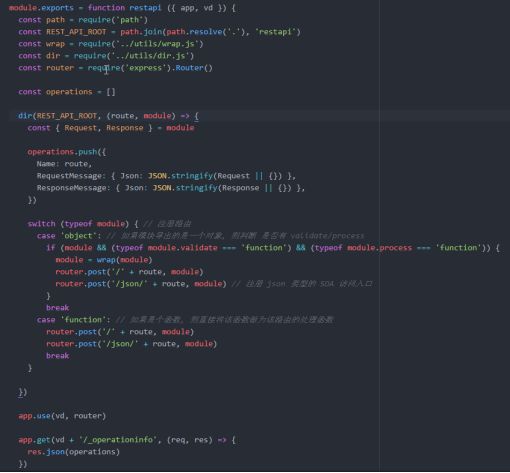 module.exports = function restapi ({ app, vd }) {
  const path = require('path')
  const REST_API_ROOT = path.join(path.resolve('.'), 'restapi')
  const wrap = require('../utils/wrap.js')
  const dir = require('../utils/dir.js')
  const router = require('express').Router()

  const operations = []

  dir(REST_API_ROOT, (route, module) => {
    const { Request, Response } = module

    operations.push({
      Name: route,
      RequestMessage: { Json: JSON.stringify(Request || {}) },
      ResponseMessage: { Json: JSON.stringify(Response || {}) },
    })

    switch (typeof module) { // 注册路由
      case 'object': // 如果模块导出的是一个对象, 则判断 是否有 validate/process
        if (module && (typeof module.validate === 'function') && (typeof module.process === 'function')) {
          module = wrap(module)
          router.post('/' + route, module)
          router.post('/json/' + route, module) // 注册 json 类型的 SOA 访问入口
        }
        break
      case 'function': // 如果是个函数, 则直接将该函数做为该路由的处理函数
        router.post('/' + route, module)
        router.post('/json/' + route, module)
        break
    }

  })

  app.use(vd, router)

  app.get(vd + '/_operationinfo', (req, res) => {
    res.json(operations)
  })